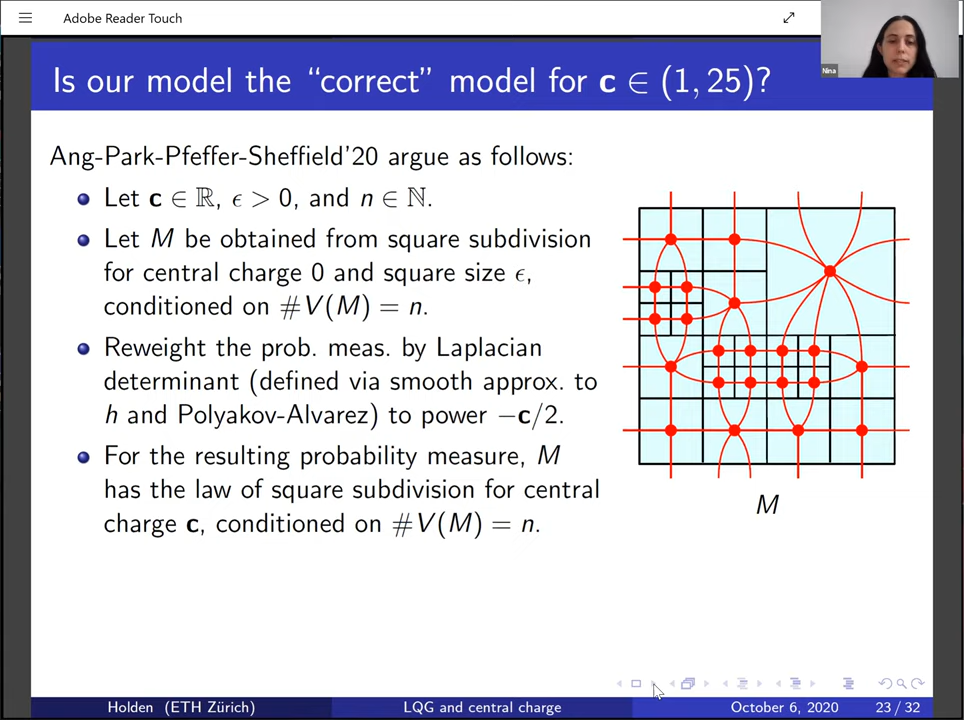 Adobe Reader Touch
Nina
Is our model the “correct” model for c ∈ (1, 25)?
Ang-Park-Pfeffer-Sheffield'20 argue as follows:
Let c ∈ ℝ, ϵ > 0, and n ∈ ℕ.
Let M be obtained from square subdivision
for central charge 0 and square size ϵ,
conditioned on #V(M) = n.
Reweight the prob. meas. by Laplacian
determinant (defined via smooth approx. to
h and Polyakov-Alvarez) to power −c/2.
For the resulting probability measure, M
has the law of square subdivision for central
charge c, conditioned on #V(M) = n.
M
Holden (ETH Zürich)
LQG and central charge
October 6, 2020
23 / 32